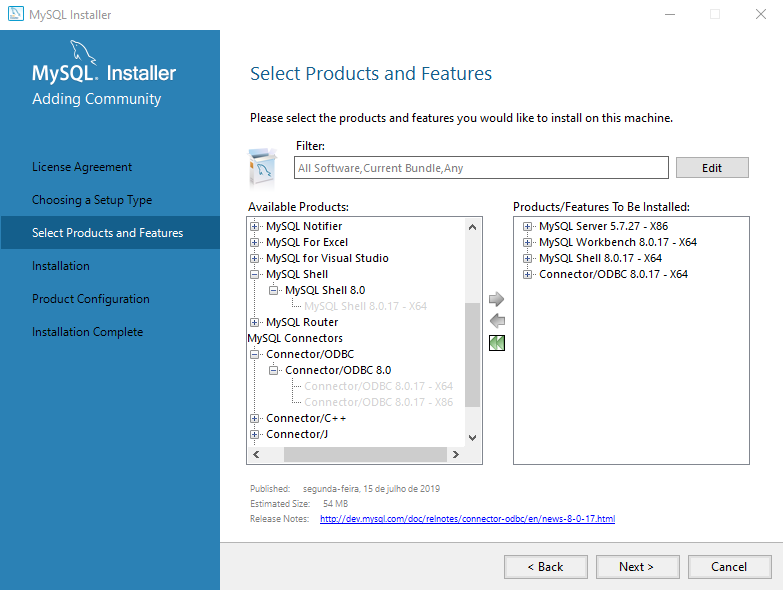 MySQL Installer
MySQL® Installer
Adding Community
License Agreement
Choosing a Setup Type
Select Products and Features
Installation
Product Configuration
Installation Complete
Select Products and Features
Please select the products and features you would like to install on this machine.
Filter:
All Software,Current Bundle,Any
Edit
Available Products:
MySQL Notifier
MySQL For Excel
MySQL for Visual Studio
MySQL Shell
MySQL Shell 8.0
MySQL Shell 8.0.17 - X64
MySQL Router
MySQL Connectors
Connector/ODBC
Connector/ODBC 8.0
Connector/ODBC 8.0.17 - X64
Connector/ODBC 8.0.17 - X86
Connector/C++
Connector/J
Products/Features To Be Installed:
MySQL Server 5.7.27 - X86
MySQL Workbench 8.0.17 - X64
MySQL Shell 8.0.17 - X64
Connector/ODBC 8.0.17 - X64
Published: segunda-feira, 15 de julho de 2019
Estimated Size: 54 MB
Release Notes: http://dev.mysql.com/doc/relnotes/connector-odbc/en/news-8-0-17.html
< Back
Next >
Cancel